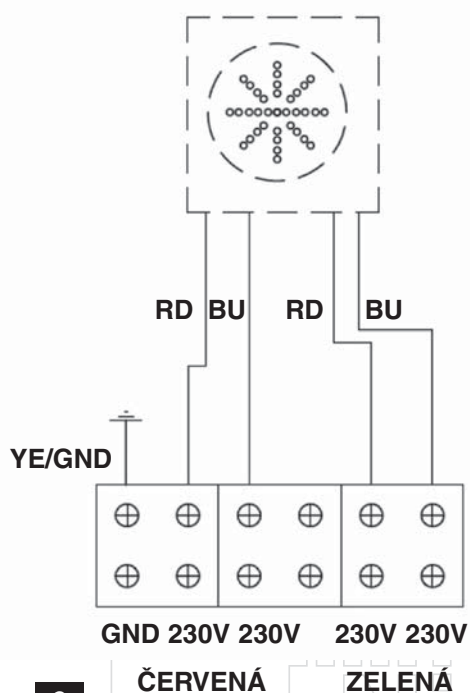 RD BU RD BU
YE/GND
GND 230V 230V 230V 230V
ČERVENÁ ZELENÁ